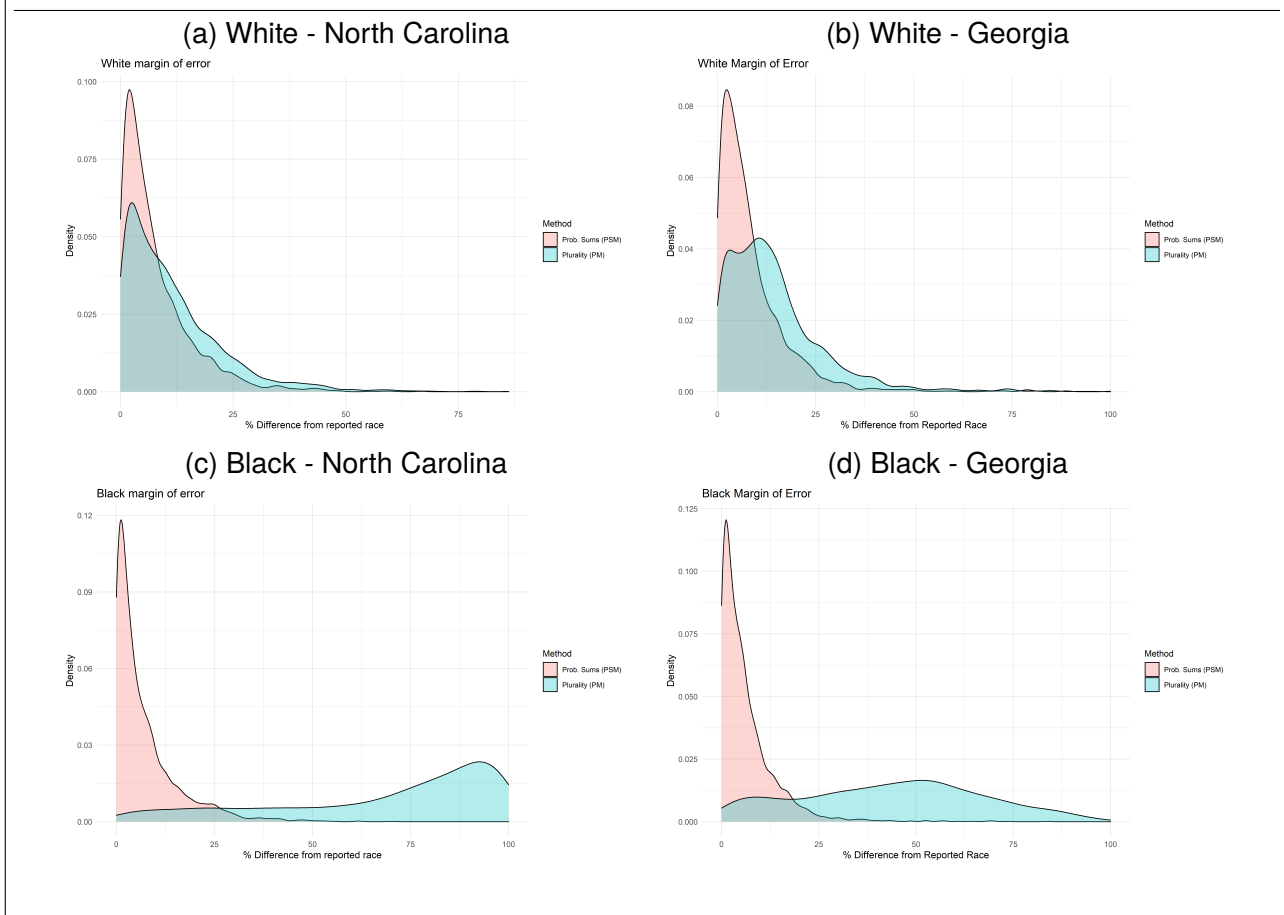 (a) White - North Carolina
White margin of error
0.100
0.075
0.050
0.025
0.000
Density
0 25 50 75
% Difference from reported race
Method
Prob. Sums (PSM)
Plurality (PM)
(b) White - Georgia
White Margin of Error
0.08
0.06
0.04
0.02
0.00
Density
0 25 50 75 100
% Difference from Reported Race
Method
Prob. Sums (PSM)
Plurality (PM)
(c) Black - North Carolina
Black margin of error
0.12
0.09
0.06
0.03
0.00
Density
0 25 50 75 100
% Difference from reported race
Method
Prob. Sums (PSM)
Plurality (PM)
(d) Black - Georgia
Black Margin of Error
0.125
0.100
0.075
0.050
0.025
0.000
Density
0 25 50 75 100
% Difference from Reported Race
Method
Prob. Sums (PSM)
Plurality (PM)